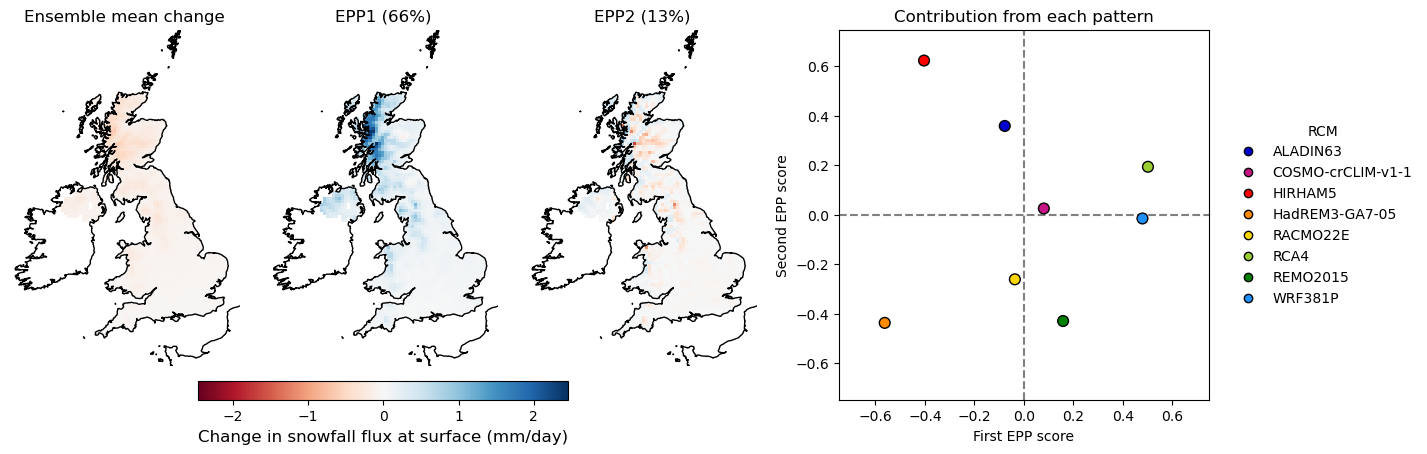 Ensemble mean change
EPP1 (66%)
EPP2 (13%)
−2 −1 0 1 2
Change in snowfall flux at surface (mm/day)
Contribution from each pattern
Second EPP score
0.6
0.4
0.2
0.0
−0.2
−0.4
−0.6
−0.6 −0.4 −0.2 0.0 0.2 0.4 0.6
First EPP score
RCM
ALADIN63
COSMO-crCLIM-v1-1
HIRHAM5
HadREM3-GA7-05
RACMO22E
RCA4
REMO2015
WRF381P